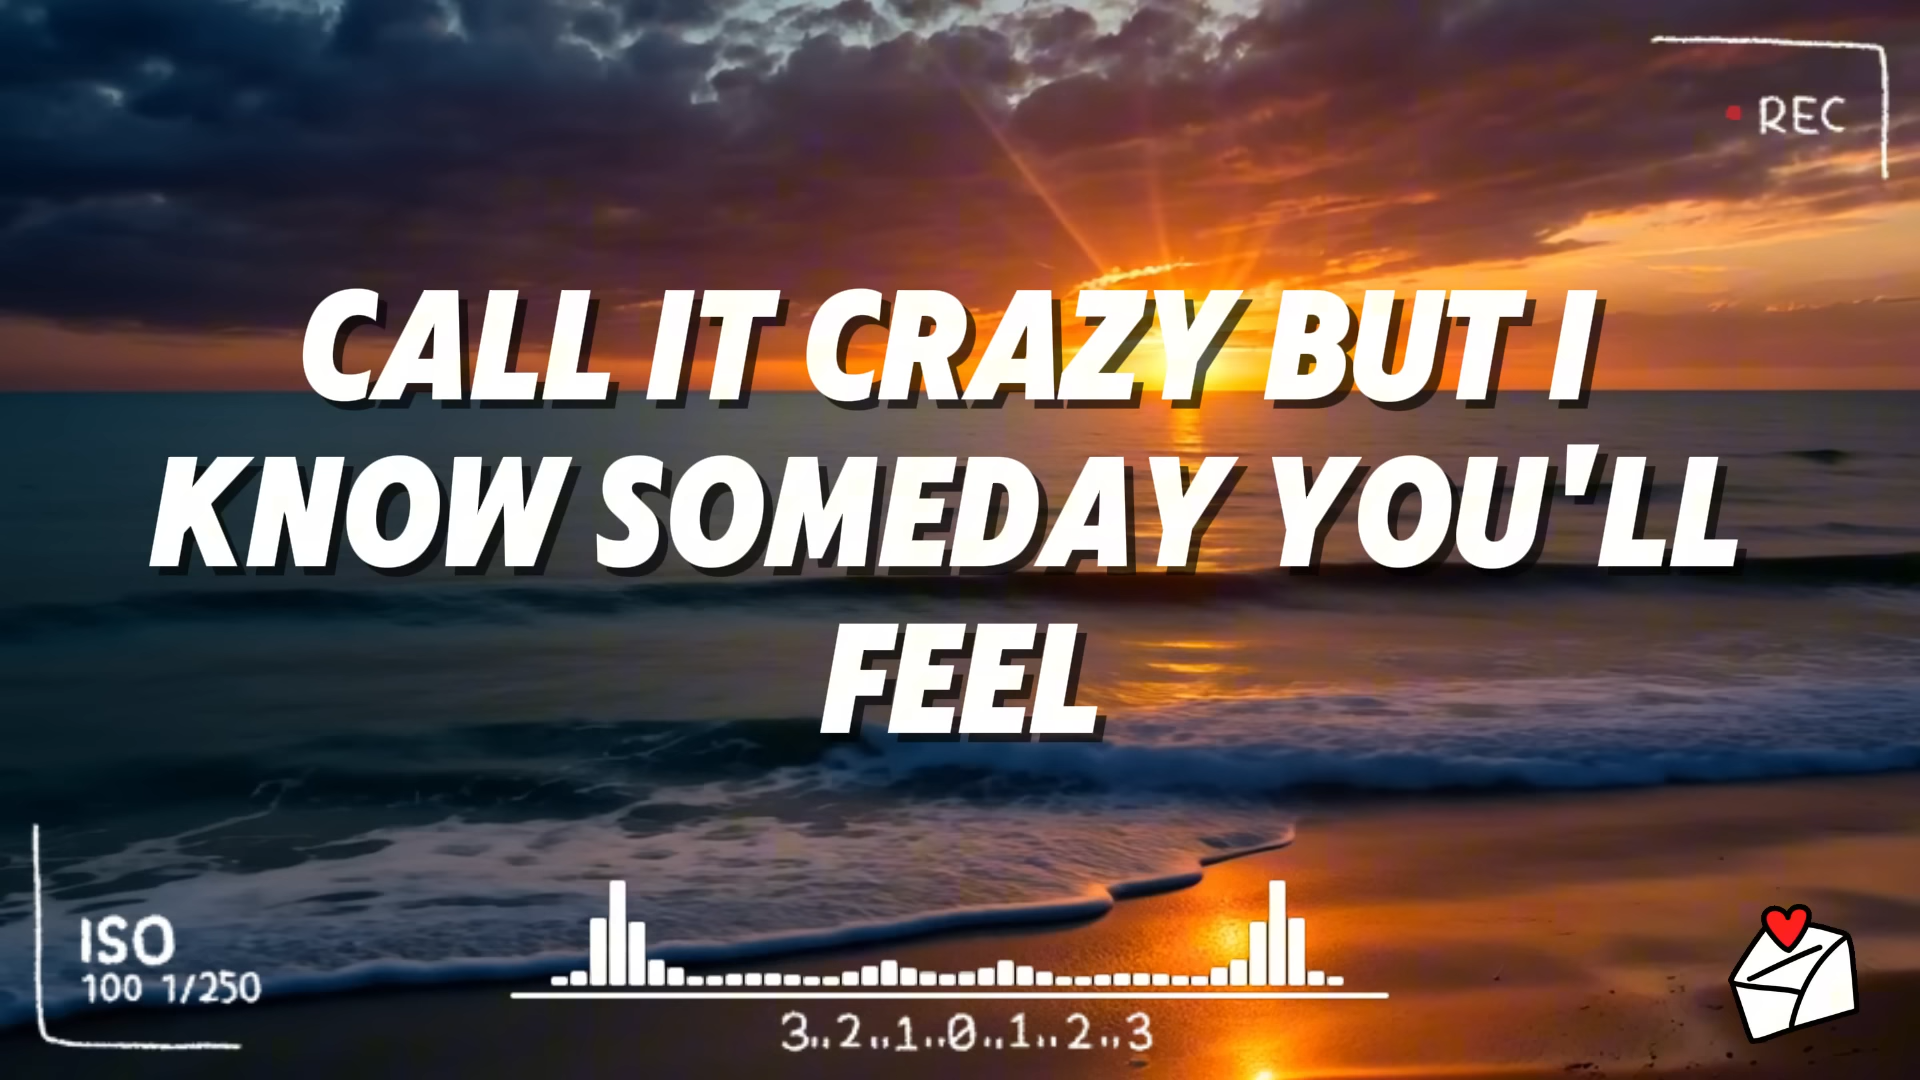 REC
CALL IT CRAZY BUT I
KNOW SOMEDAY YOU'LL
FEEL
ISO
100 1/250
3..2..1..0..1..2..3